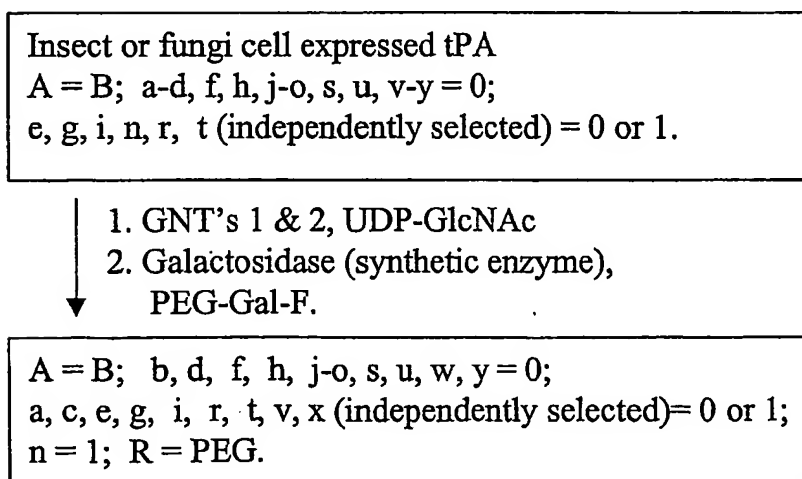 Insect or fungi cell expressed tPA
A = B; a-d, f, h, j-o, s, u, v-y = 0;
e, g, i, n, r, t (independently selected) = 0 or 1.
1. GNT's 1 & 2, UDP-GlcNAc
2. Galactosidase (synthetic enzyme),
PEG-Gal-F.
A = B; b, d, f, h, j-o, s, u, w, y = 0;
a, c, e, g, i, r, t, v, x (independently selected)= 0 or 1;
n = 1; R = PEG.